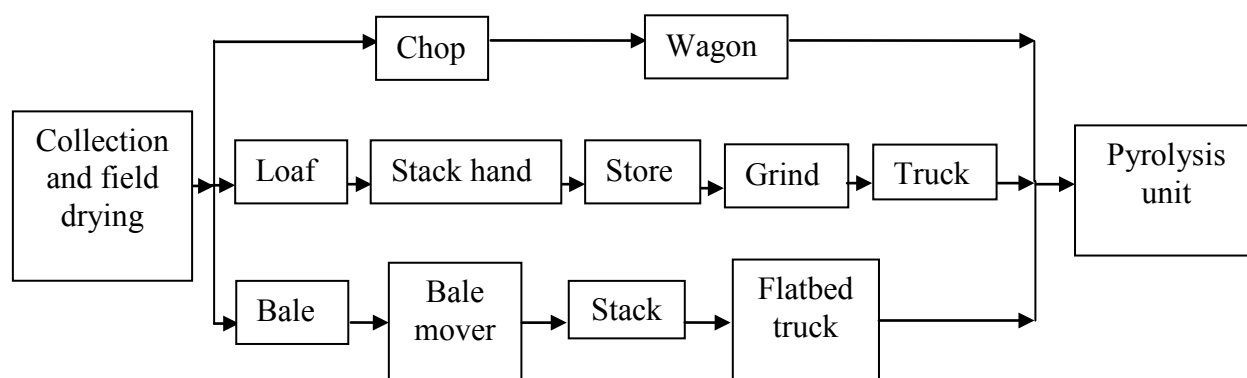 Chop
Wagon
Collection
and field
drying
Loaf
Stack hand
Store
Grind
Truck
Pyrolysis
unit
Bale
Bale
mover
Stack
Flatbed
truck